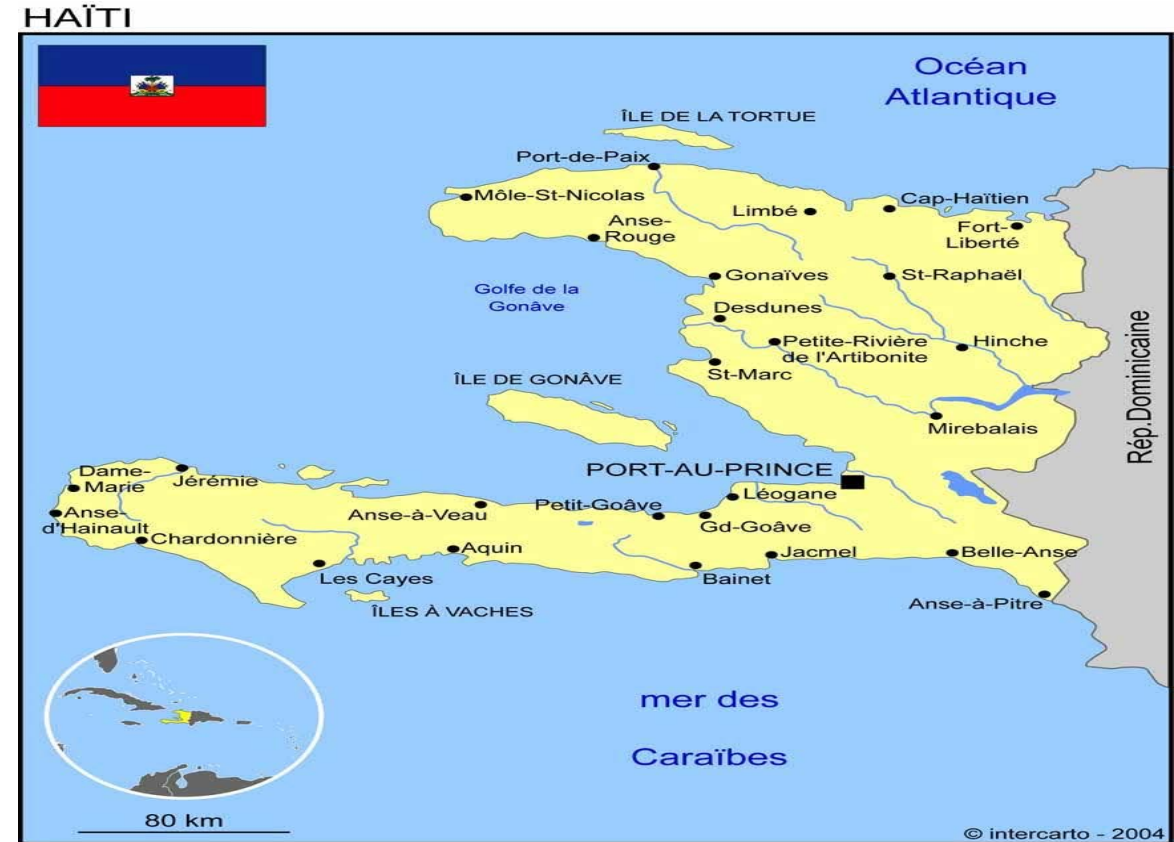 HAÏTI
Océan
Atlantique
ÎLE DE LA TORTUE
Port-de-Paix
Môle-St-Nicolas
Anse-
Rouge
Limbé
Cap-Haïtien
Fort-
Liberté
Golfe de la
Gonâve
Gonaïves
St-Raphaël
Desdunes
Petite-Rivière
de l'Artibonite
Hinche
St-Marc
ÎLE DE GONÂVE
Mirebalais
Rép.Dominicaine
PORT-AU-PRINCE
Dame-
Marie
Jérémie
Anse-
d'Hainault
Chardonnière
Anse-à-Veau
Petit-Goâve
Léogane
Gd-Goâve
Aquin
Les Cayes
ÎLES À VACHES
Bainet
Jacmel
Belle-Anse
Anse-à-Pitre
mer des
Caraïbes
80 km
© intercarto - 2004